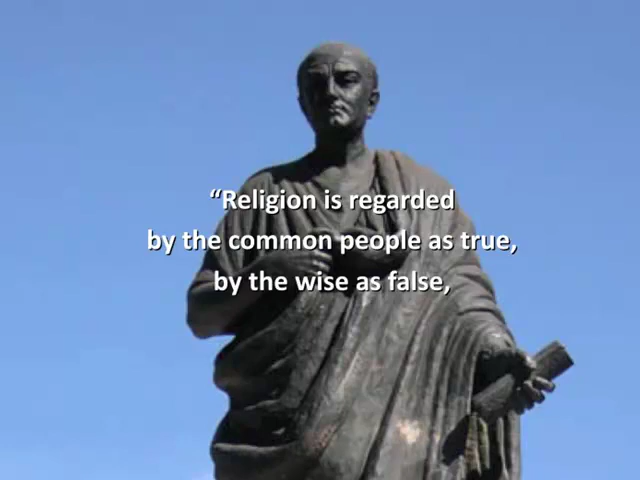 “Religion is regarded
by the common people as true,
by the wise as false,